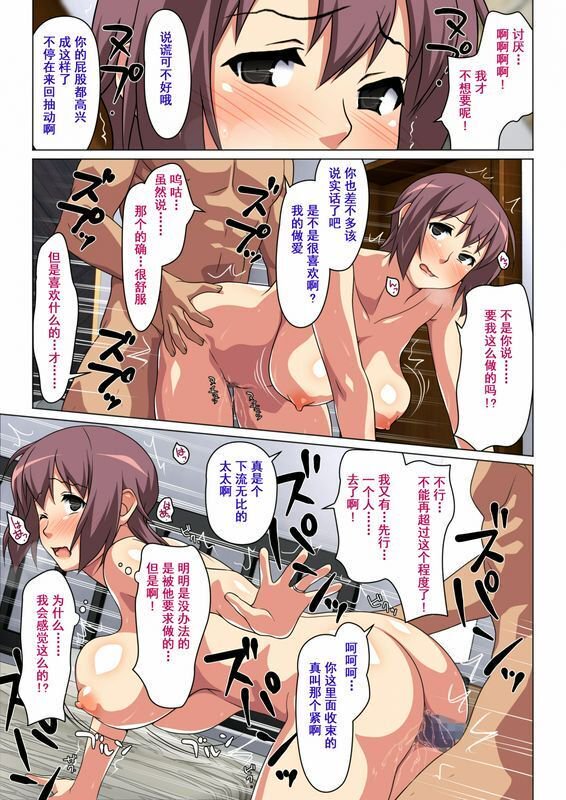 讨厌…
啊啊啊啊!
我才
不想要呢!
ヌプッ
ヌプッ
说谎可不好哦
你的屁股都高兴
成这样了
不停在来回抽动啊
你也差不多该
说实话了吧
是不是很喜欢啊?
我的做爱
不是你说……
要我这么做的吗!?
ズプッ
ズプッ
呜咕…
虽然说……
那个的确…很舒服
但是喜欢什么的…才……
不行…
不能再超过这个程度了!
我又有…先行…
一个人……
去了啊!
真是个
下流无比的
太太啊
明明是没办法的
是被他要求做的…
但是啊!
为什么……
我会感觉这么的!?
呵呵呵…
你这里面收束的
真叫那个紧啊